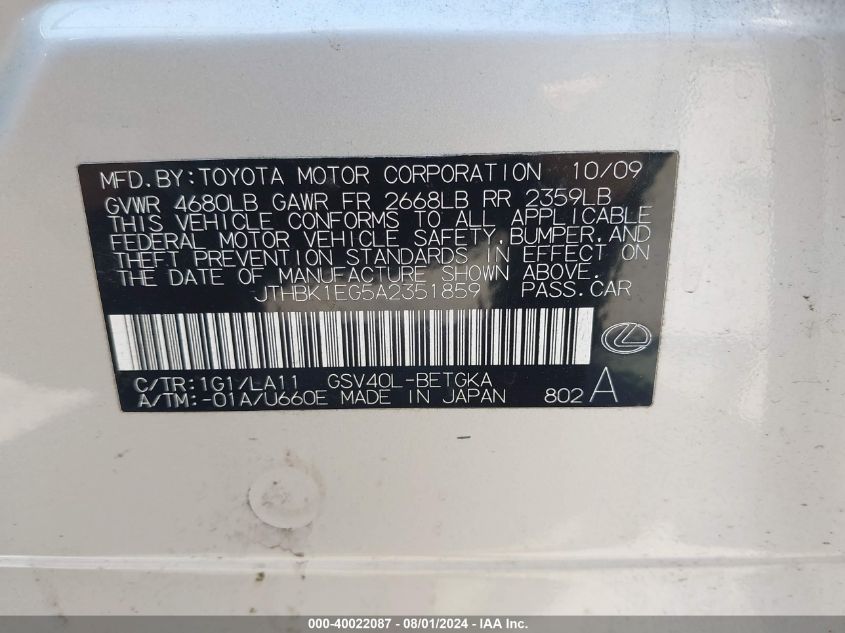 MFD. BY: TOYOTA MOTOR CORPORATION 10/09
GVWR 4680LB GAWR FR 2668LB RR 2359LB
THIS VEHICLE CONFORMS TO ALL APPLICABLE
FEDERAL MOTOR VEHICLE SAFETY, BUMPER, AND
THEFT PREVENTION STANDARDS IN EFFECT ON
THE DATE OF MANUFACTURE SHOWN ABOVE.
JTHBK1EG5A2351859 PASS. CAR
C/TR: 1G1/LA11 GSV40L-BETGKA
A/TM: -01A/U660E MADE IN JAPAN 802 A
000-40022087 - 08/01/2024 - IMAGE COPYRIGHT © IAA, LLC.